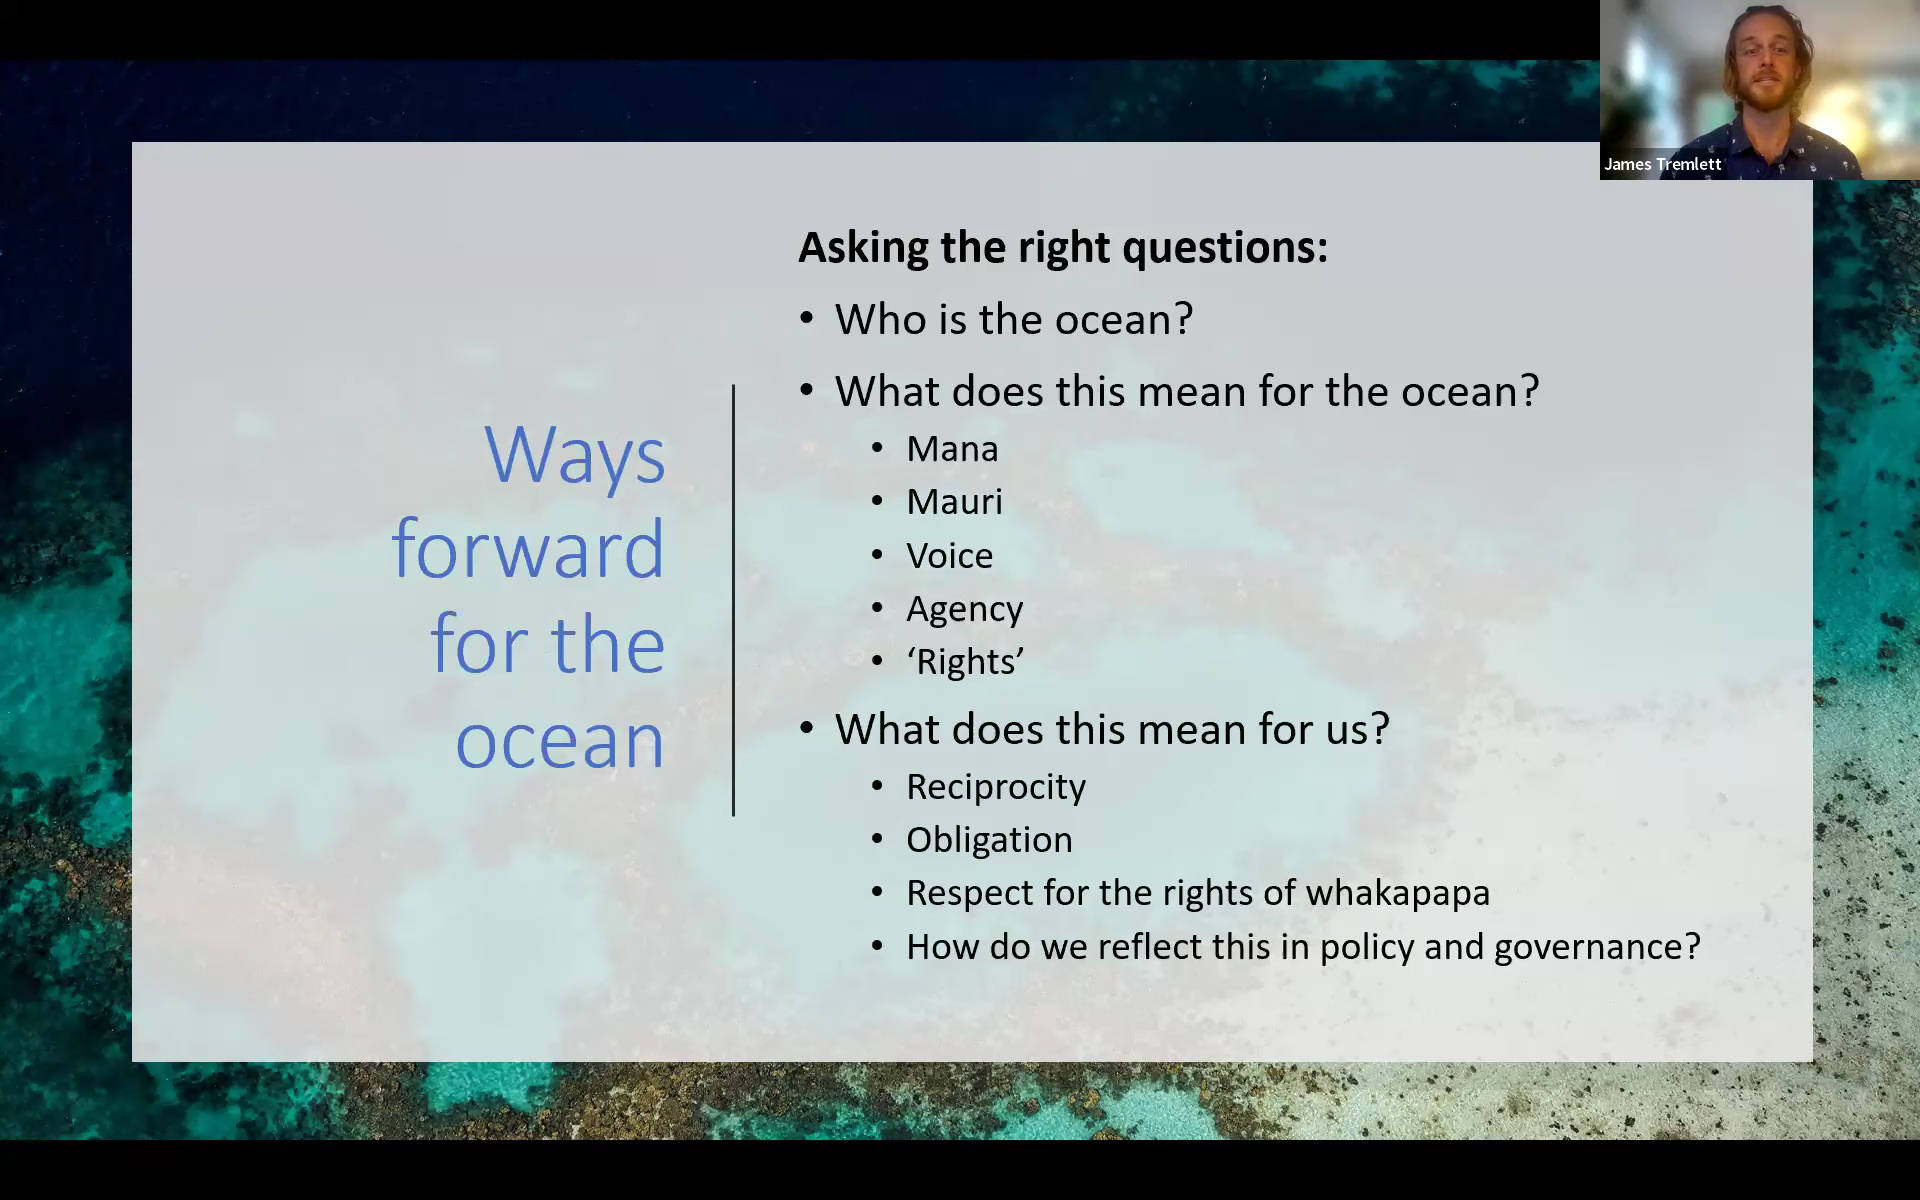 James Tremlett
Ways
forward
for the
ocean
Asking the right questions:
• Who is the ocean?
• What does this mean for the ocean?
• Mana
• Mauri
• Voice
• Agency
• ‘Rights’
• What does this mean for us?
• Reciprocity
• Obligation
• Respect for the rights of whakapapa
• How do we reflect this in policy and governance?